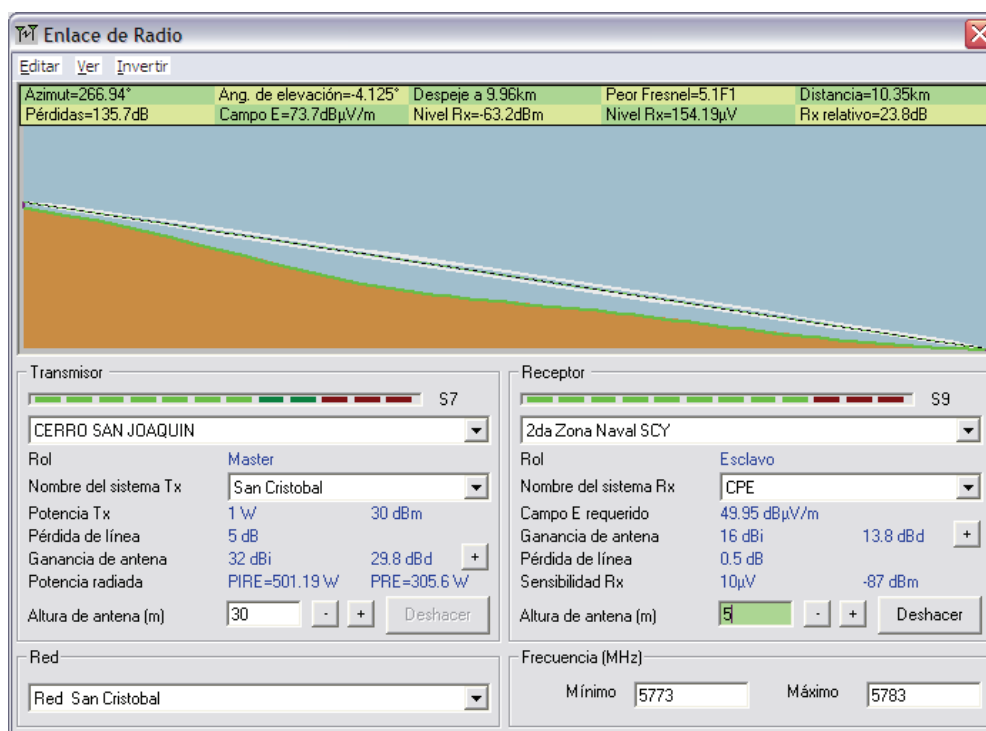 Enlace de Radio
Editar Ver Invertir
Azimut=266.94° Ang. de elevación=-4.125° Despeje a 9.96km Peor Fresnel=5.1F1 Distancia=10.35km
Pérdidas=135.7dB Campo E=73.7dBµV/m Nivel Rx=-63.2dBm Nivel Rx=154.19µV Rx relativo=23.8dB
Transmisor
S7
CERRO SAN JOAQUIN
Rol Master
Nombre del sistema Tx San Cristobal
Potencia Tx 1 W 30 dBm
Pérdida de línea 5 dB
Ganancia de antena 32 dBi 29.8 dBd +
Potencia radiada PIRE=501.19 W PRE=305.6 W
Altura de antena (m) 30 - + Deshacer
Receptor
S9
2da Zona Naval SCY
Rol Esclavo
Nombre del sistema Rx CPE
Campo E requerido 49.95 dBµV/m
Ganancia de antena 16 dBi 13.8 dBd +
Pérdida de línea 0.5 dB
Sensibilidad Rx 10µV -87 dBm
Altura de antena (m) 5 - + Deshacer
Red
Red San Cristobal
Frecuencia (MHz)
Mínimo 5773 Máximo 5783